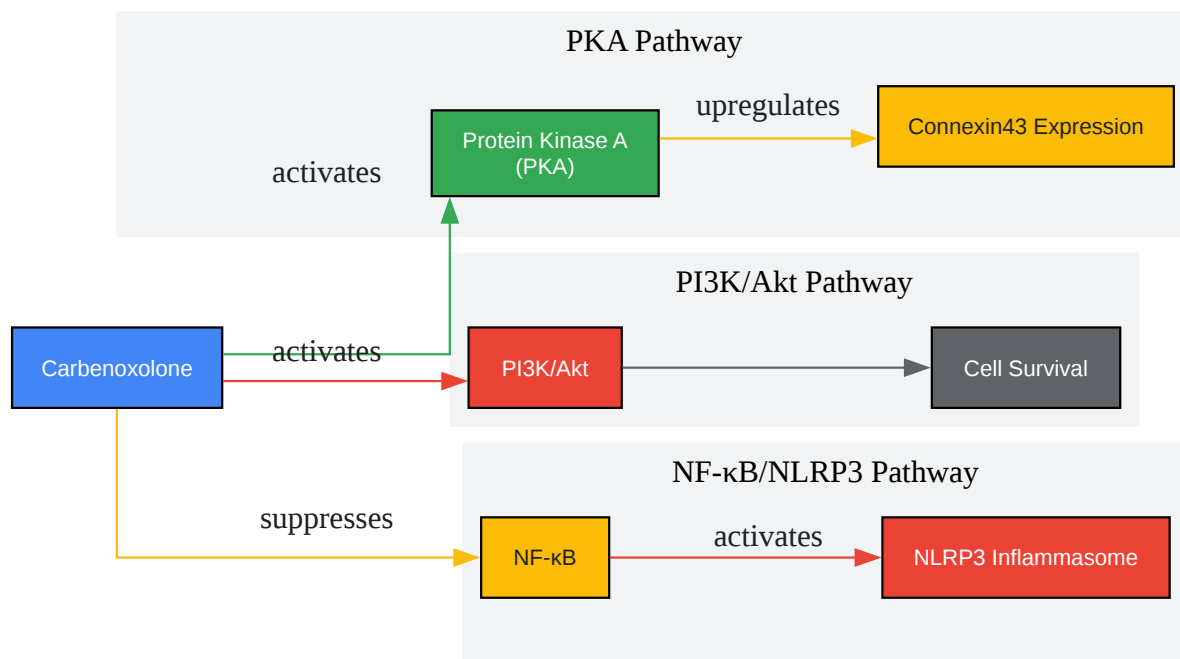 PKA Pathway
upregulates
Connexin43 Expression
Protein Kinase A
(PKA)
activates
PI3K/Akt Pathway
activates
Carbenoxolone
PI3K/Akt
Cell Survival
NF-κB/NLRP3 Pathway
suppresses
activates
NF-κB
NLRP3 Inflammasome